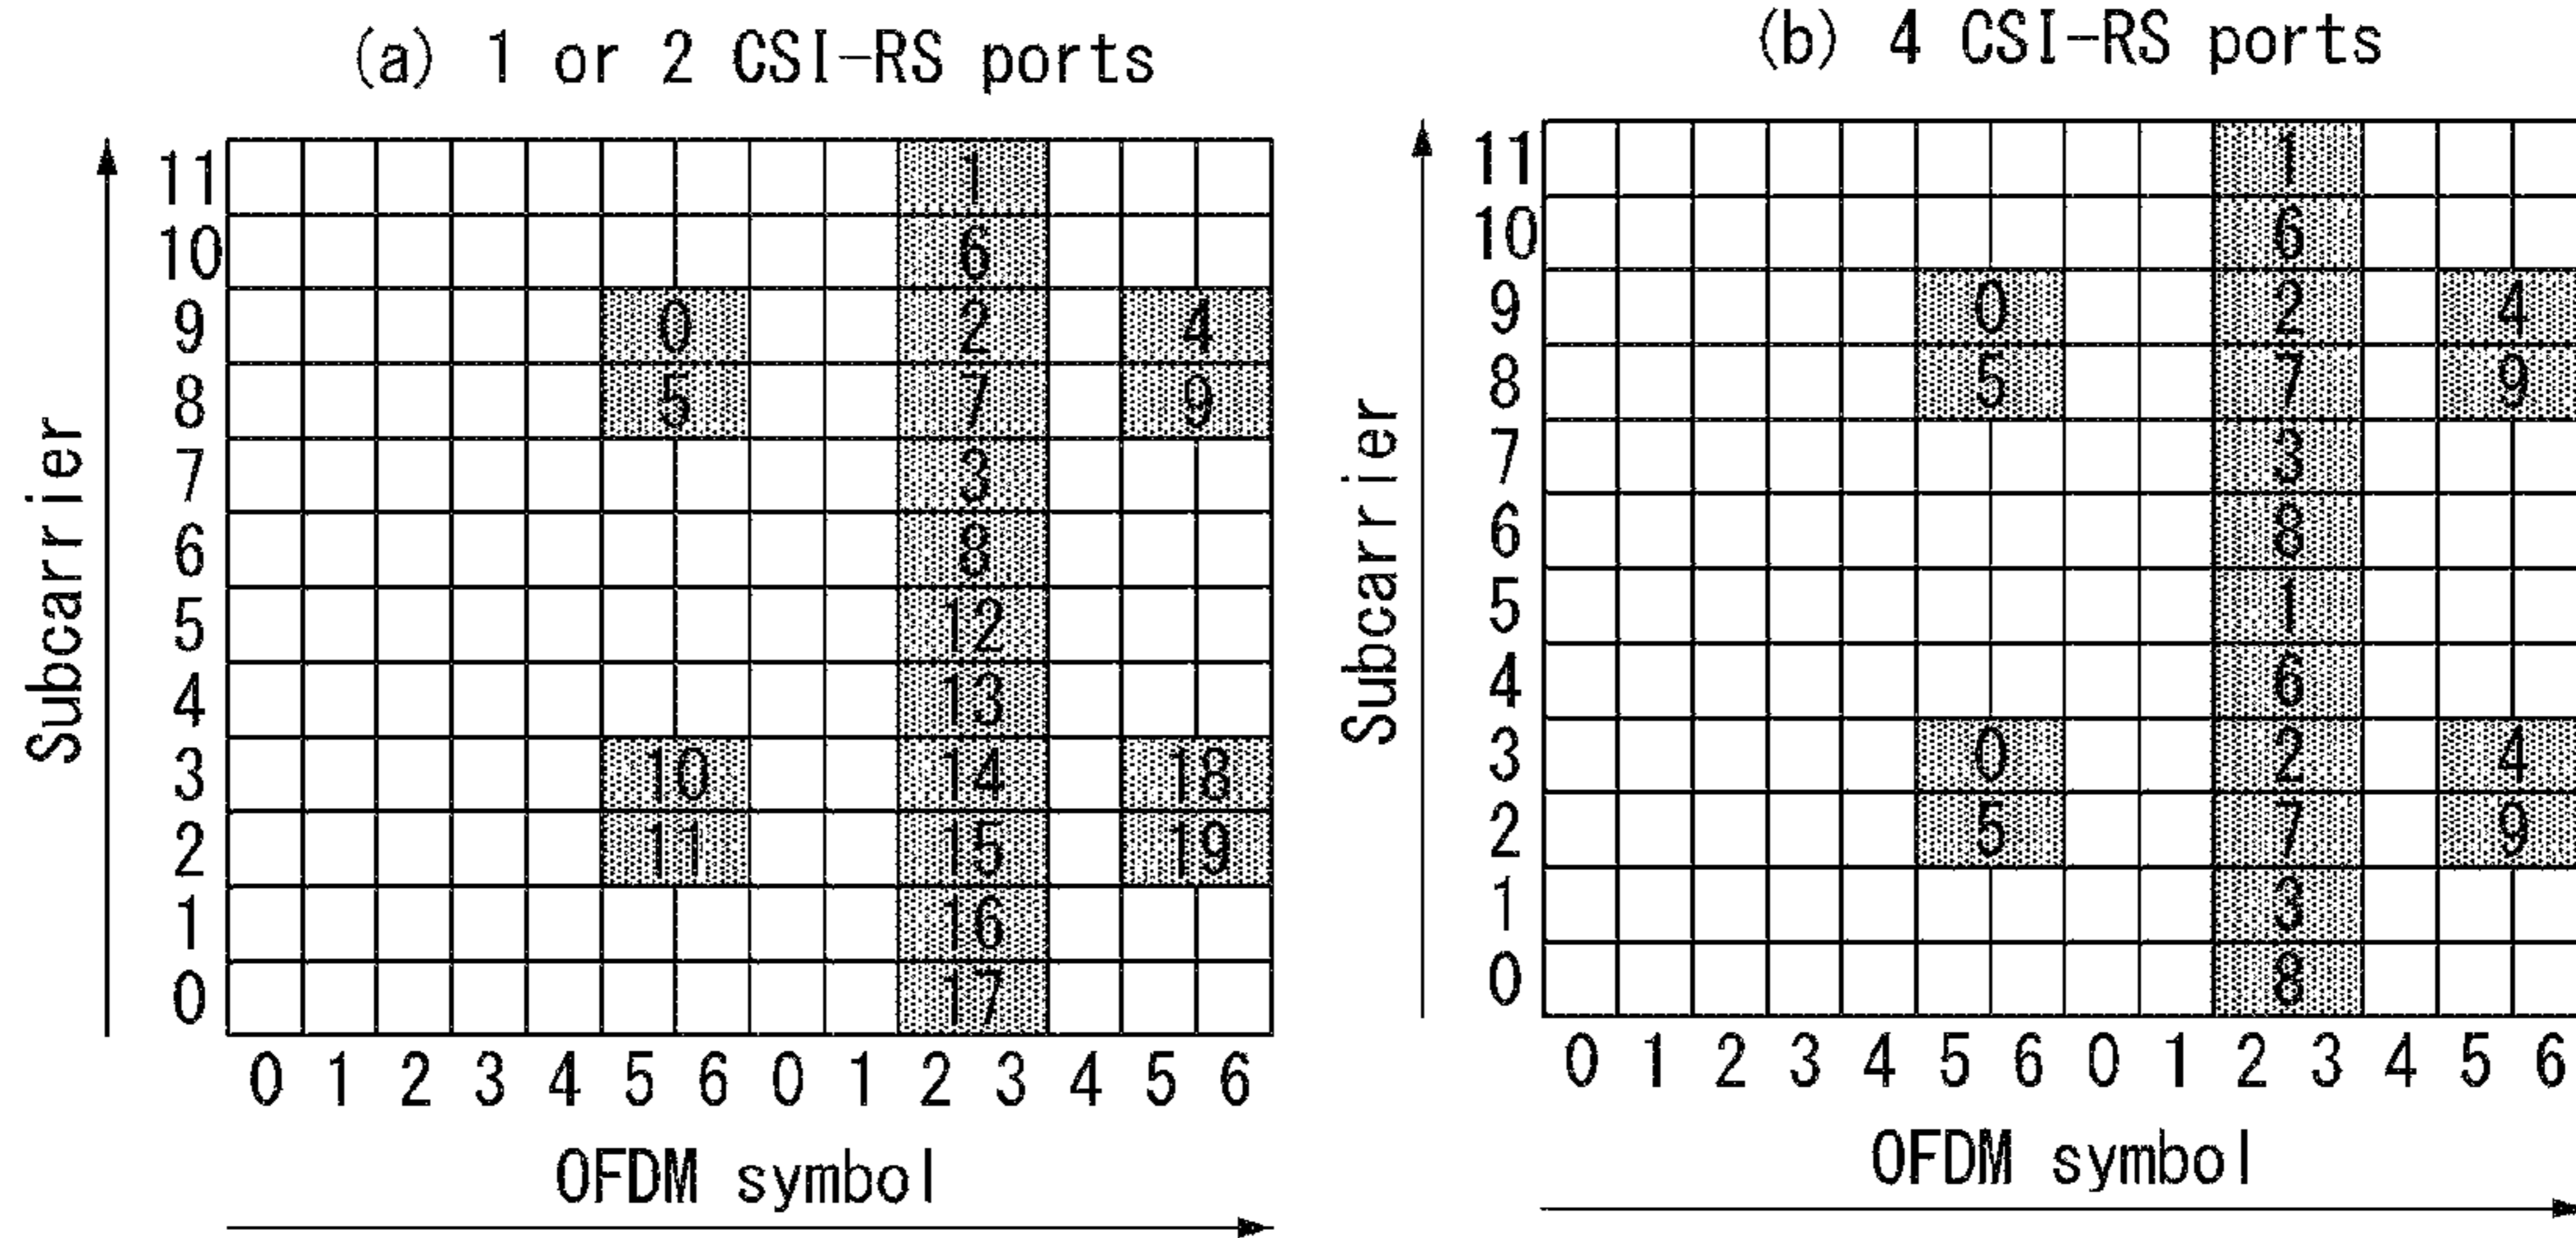 (a) 1 or 2 CSI-RS ports
11 1
10 6
9 0 2 4
8 5 7 9
7 3
6 8
5 12
4 13
3 10 14 18
2 11 15 19
1 16
0 17
0 1 2 3 4 5 6 0 1 2 3 4 5 6
Subcarrier
OFDM symbol
(b) 4 CSI-RS ports
11 1
10 6
9 0 2 4
8 5 7 9
7 3
6 8
5 1
4 6
3 0 2 4
2 5 7 9
1 3
0 8
0 1 2 3 4 5 6 0 1 2 3 4 5 6
Subcarrier
OFDM symbol